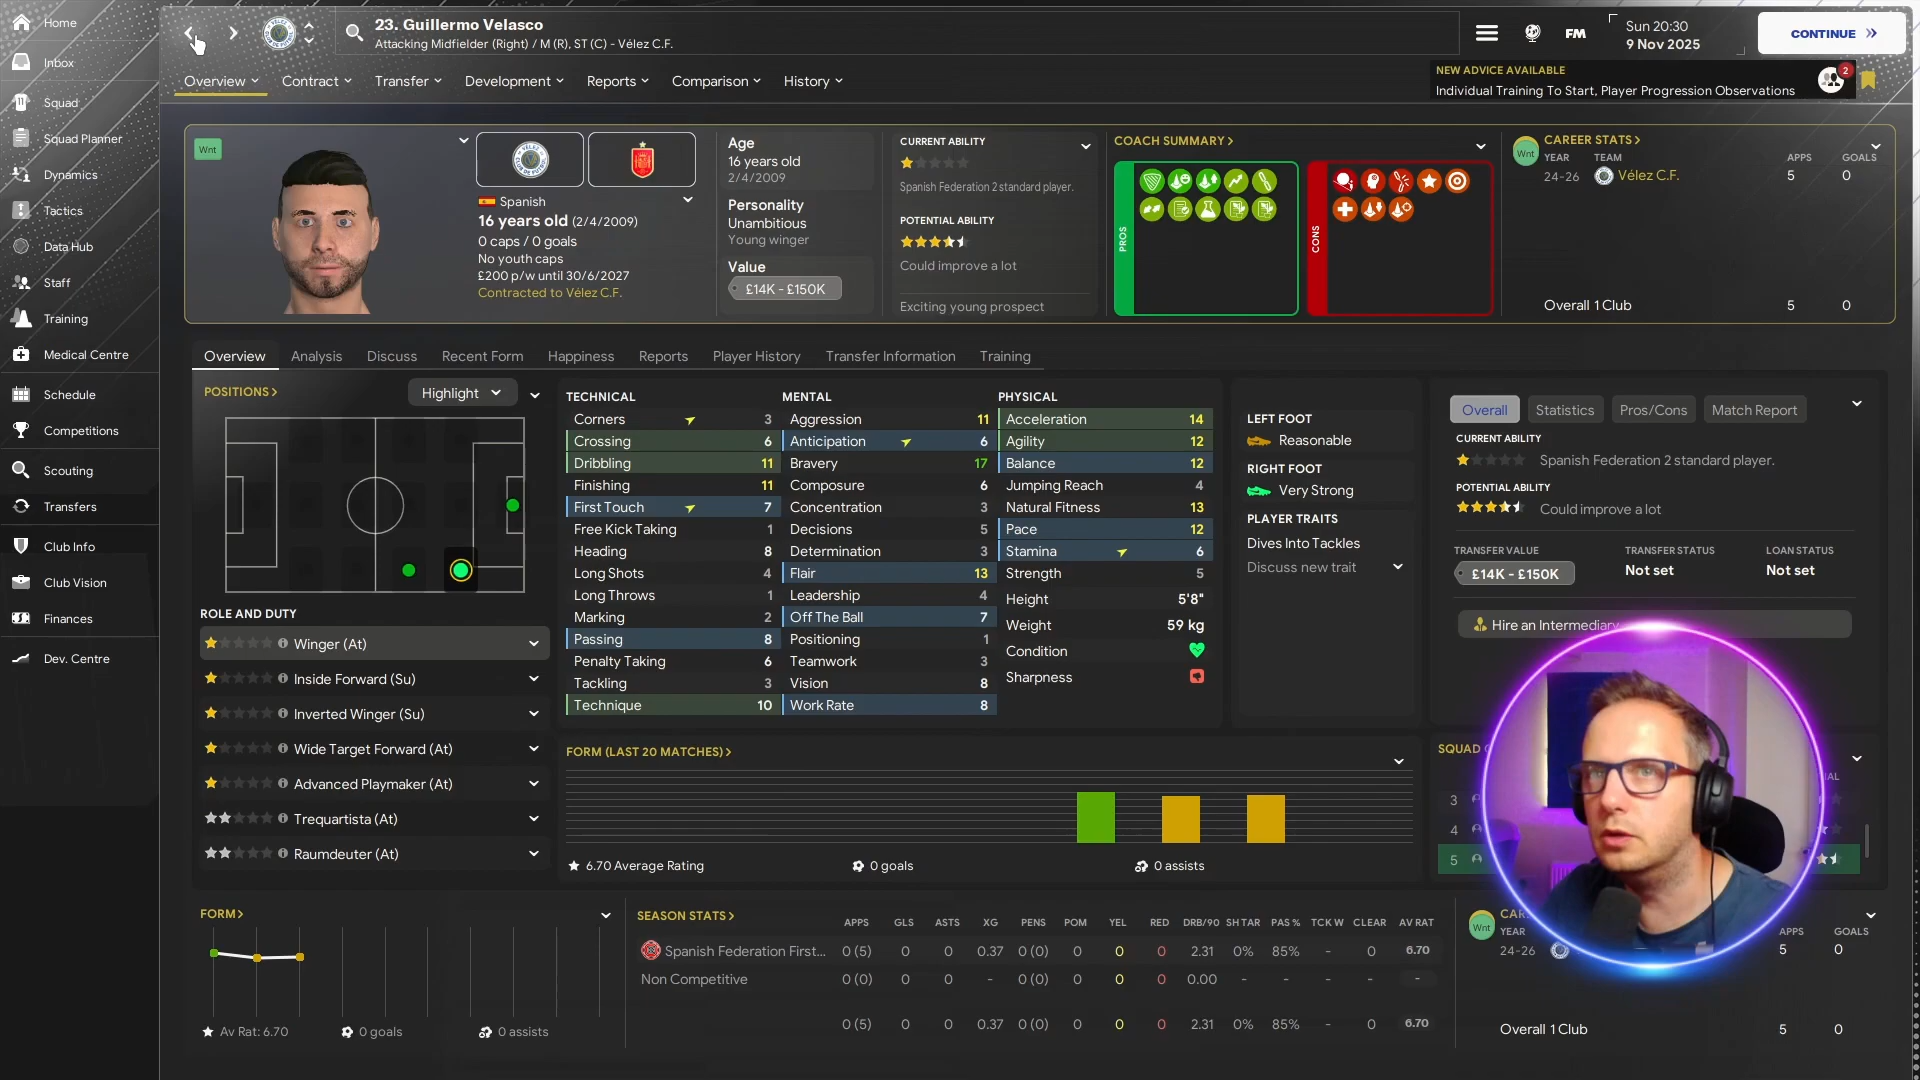 Home
Inbox
Squad
Squad Planner
Dynamics
Tactics
Data Hub
Staff
Training
Medical Centre
Schedule
Competitions
Scouting
Transfers
Club Info
Club Vision
Finances
Dev. Centre
23. Guillermo Velasco
Attacking Midfielder (Right) / M (R), ST (C) - Vélez C.F.
FM
Sun 20:30
9 Nov 2025
CONTINUE
Overview Contract Transfer Development Reports Comparison History
NEW ADVICE AVAILABLE
Individual Training To Start, Player Progression Observations
2
Wnt
Spanish
16 years old (2/4/2009)
0 caps / 0 goals
No youth caps
£200 p/w until 30/6/2027
Contracted to Vélez C.F.
Age
16 years old
2/4/2009
Personality
Unambitious
Young winger
Value
£14K - £150K
CURRENT ABILITY
Spanish Federation 2 standard player.
POTENTIAL ABILITY
Could improve a lot
Exciting young prospect
COACH SUMMARY >
PROS
CONS
Wnt
CAREER STATS >
YEAR TEAM APPS GOALS
24-26 Vélez C.F. 5 0
Overall 1 Club 5 0
Overview Analysis Discuss Recent Form Happiness Reports Player History Transfer Information Training
POSITIONS >
Highlight
ROLE AND DUTY
Winger (At)
Inside Forward (Su)
Inverted Winger (Su)
Wide Target Forward (At)
Advanced Playmaker (At)
Trequartista (At)
Raumdeuter (At)
TECHNICAL
Corners 3
Crossing 6
Dribbling 11
Finishing 11
First Touch 7
Free Kick Taking 1
Heading 8
Long Shots 4
Long Throws 1
Marking 2
Passing 8
Penalty Taking 6
Tackling 3
Technique 10
MENTAL
Aggression 11
Anticipation 6
Bravery 17
Composure 6
Concentration 3
Decisions 5
Determination 3
Flair 13
Leadership 4
Off The Ball 7
Positioning 1
Teamwork 3
Vision 8
Work Rate 8
PHYSICAL
Acceleration 14
Agility 12
Balance 12
Jumping Reach 4
Natural Fitness 13
Pace 12
Stamina 6
Strength 5
Height 5'8"
Weight 59 kg
Condition
Sharpness
LEFT FOOT
Reasonable
RIGHT FOOT
Very Strong
PLAYER TRAITS
Dives Into Tackles
Discuss new trait
Overall Statistics Pros/Cons Match Report
CURRENT ABILITY
Spanish Federation 2 standard player.
POTENTIAL ABILITY
Could improve a lot
TRANSFER VALUE TRANSFER STATUS LOAN STATUS
£14K - £150K Not set Not set
Hire an Intermediary
FORM (LAST 20 MATCHES) >
6.70 Average Rating 0 goals 0 assists
SQUAD
3
4
5
FORM >
Av Rat: 6.70 0 goals 0 assists
SEASON STATS > APPS GLS ASTS XG PENS POM YEL RED DRB/90 SH TAR PAS % TCK W CLEAR AV RAT
Spanish Federation First... 0 (5) 0 0 0.37 0 (0) 0 0 0 2.31 0% 85% - 0 6.70
Non Competitive 0 (0) 0 0 - 0 (0) 0 0 0 0.00 - - - - -
0 (5) 0 0 0.37 0 (0) 0 0 0 2.31 0% 85% - 0 6.70
Wnt
YEAR APPS GOALS
24-26 5 0
Overall 1 Club 5 0